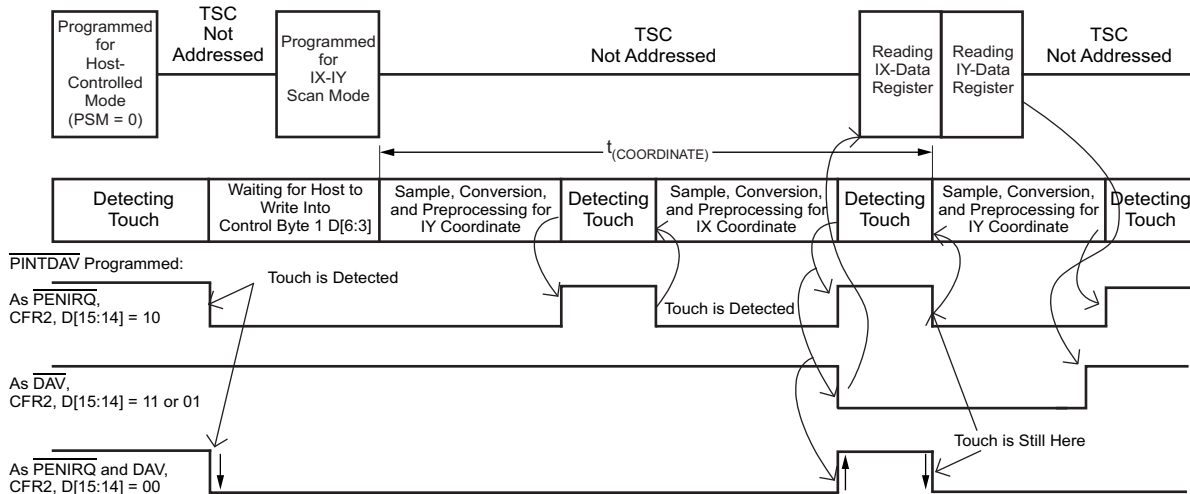 Programmed
for
Host-
Controlled
Mode
(PSM = 0)
TSC
Not
Addressed
Programmed
for
IX-IY
Scan Mode
TSC
Not Addressed
Reading
IX-Data
Register
Reading
IY-Data
Register
TSC
Not Addressed
t(COORDINATE)
Detecting
Touch
Waiting for Host to
Write Into
Control Byte 1 D[6:3]
Sample, Conversion,
and Preprocessing for
IY Coordinate
Detecting
Touch
Sample, Conversion,
and Preprocessing for
IX Coordinate
Detecting
Touch
Sample, Conversion,
and Preprocessing for
IY Coordinate
Detecting
Touch
PINTDAV Programmed:
Touch is Detected
As PENIRQ,
CFR2, D[15:14] = 10
Touch is Detected
As DAV,
CFR2, D[15:14] = 11 or 01
Touch is Still Here
As PENIRQ and DAV,
CFR2, D[15:14] = 00